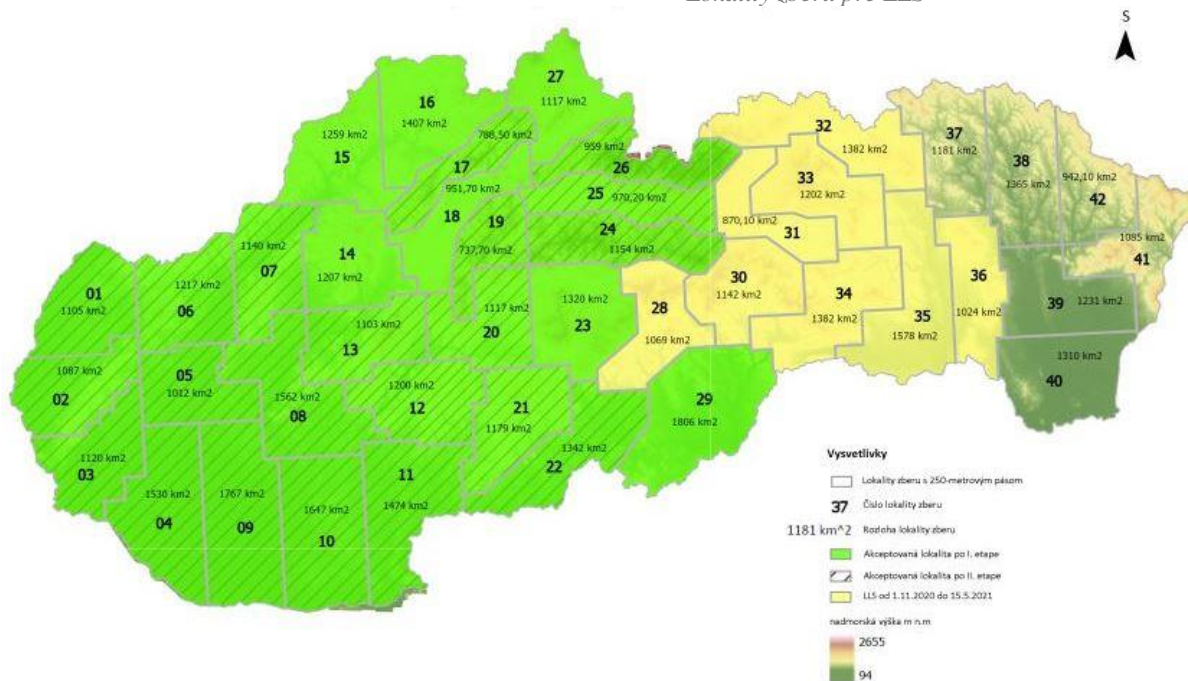 Lokality zberu pre LLS
S
27
1117 km2
16
1407 km2
788,50 km2
1259 km2
15
959 km2
26
17
951,70 km2
25
970,20 km2
18
19
737,70 km2
24
1154 km2
32
1382 km2
33
1202 km2
870,10 km2
31
37
1181 km2
38
1365 km2
942,10 km2
42
1085 km2
41
1140 km2
07
14
1207 km2
01
1105 km2
1217 km2
06
1103 km2
13
1117 km2
20
1320 km2
23
28
1069 km2
30
1142 km2
34
1382 km2
35
1578 km2
36
1024 km2
39
1231 km2
1310 km2
40
1087 km2
02
05
1012 km2
1562 km2
08
1200 km2
12
21
1179 km2
1342 km2
22
29
1806 km2
1120 km2
03
1530 km2
04
1767 km2
09
1647 km2
10
11
1474 km2
Vysvetlivky
Lokality zberu s 250-metrovým pásom
37 Číslo lokality zberu
1181 km^2 Rozloha lokality zberu
Akceptovaná lokalita po I. etape
Akceptovaná lokalita po II. etape
LLS od 1.11.2020 do 15.5.2021
nadmorská výška m n.m
2655
94